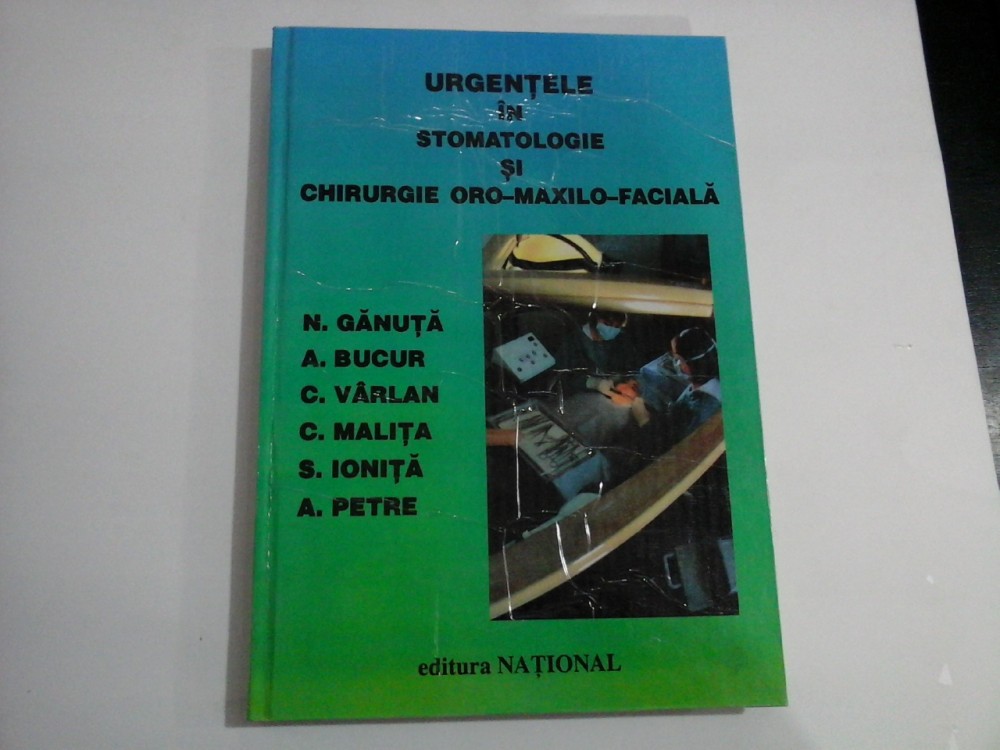 URGENȚELE
ÎN
STOMATOLOGIE
ȘI
CHIRURGIE ORO-MAXILO-FACIALĂ
N. GĂNUȚĂ
A. BUCUR
C. VÂRLAN
C. MALIȚA
S. IONIȚĂ
A. PETRE
editura NAȚIONAL